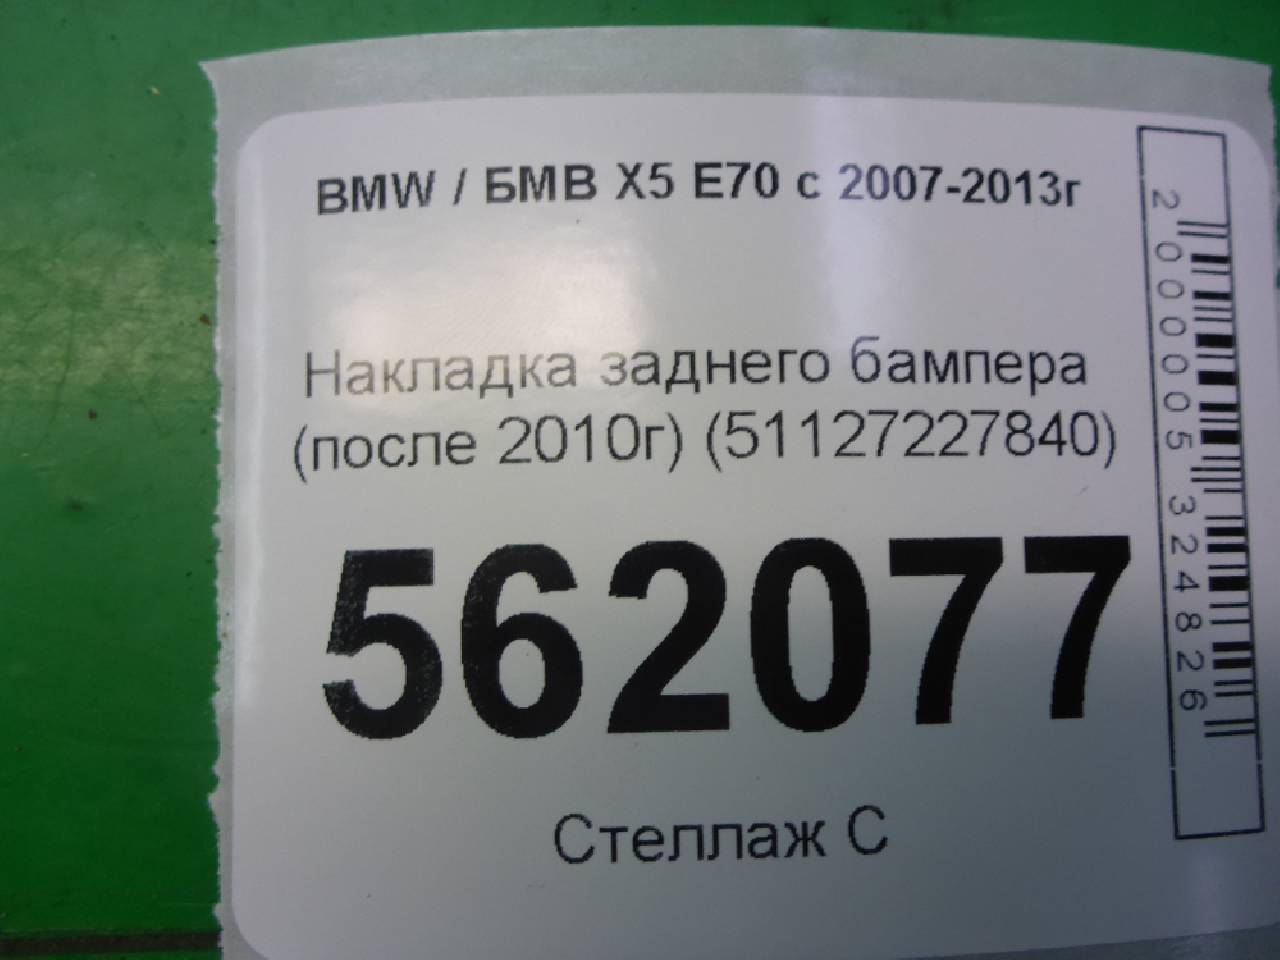 BMW / БМВ X5 E70 с 2007-2013г
Накладка заднего бампера
(после 2010г) (51127227840)
562077
Стеллаж С
2000005324826